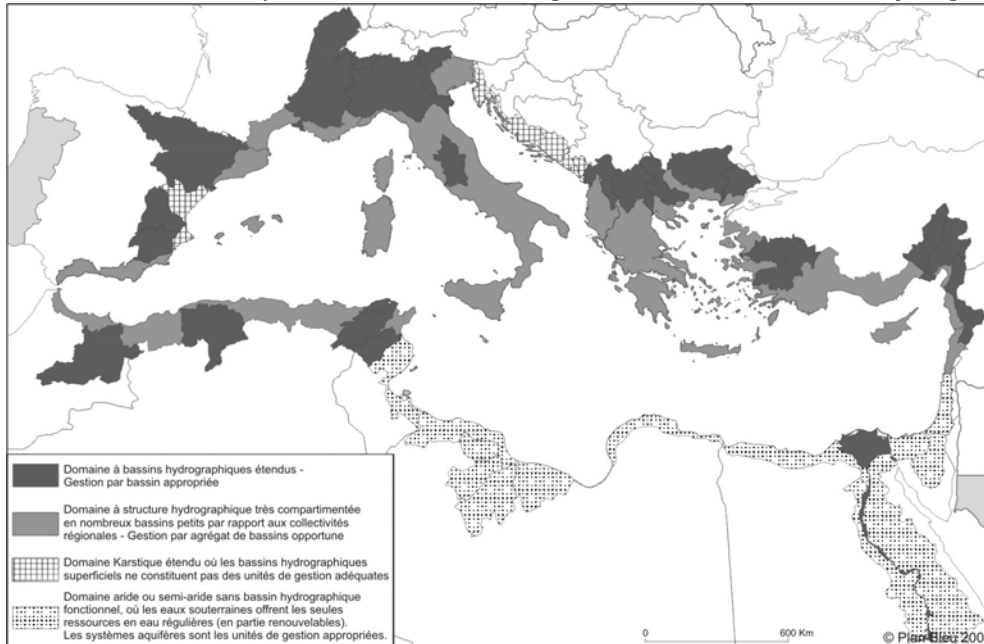 Domaine à bassins hydrographiques étendus -
Gestion par bassin appropriée
Domaine à structure hydrographique très compartimentée
en nombreux bassins petits par rapport aux collectivités
régionales - Gestion par agrégat de bassins opportune
Domaine Karstique étendu où les bassins hydrographiques
superficiels ne constituent pas des unités de gestion adéquates
Domaine aride ou semi-aride sans bassin hydrographique
fonctionnel, où les eaux souterraines offrent les seules
ressources en eau régulières (en partie renouvelables).
Les systèmes aquifères sont les unités de gestion appropriées.
0 600 Km
© Plan Bleu 200